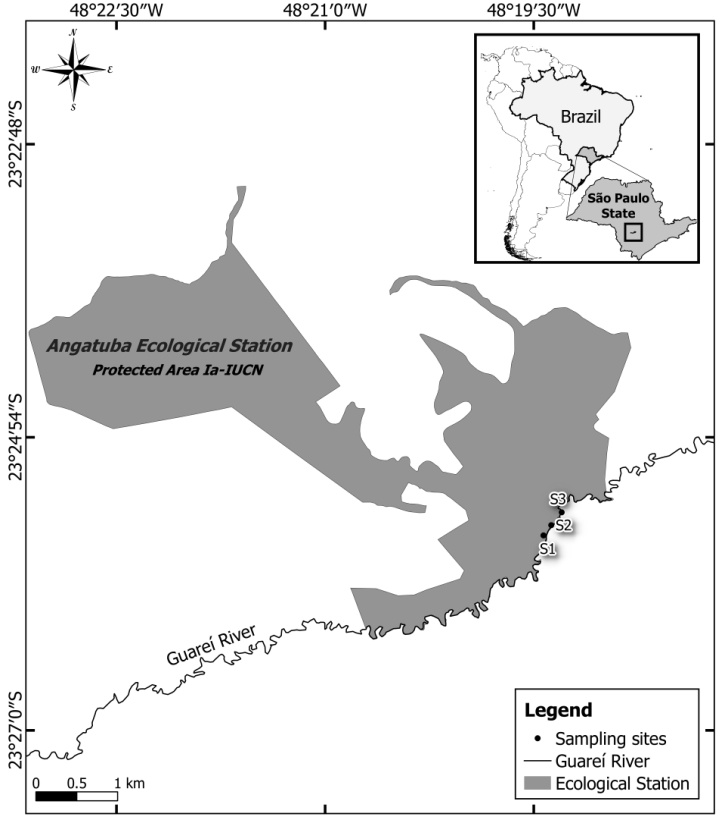 48°22'30"W
48°21'0"W
48°19'30"W
N
W
E
S
23°22'48"S
23°24'54"S
23°27'0"S
Brazil
São Paulo
State
Angatuba Ecological Station
Protected Area Ia-IUCN
S3
S2
S1
Guareí River
Legend
Sampling sites
Guareí River
Ecological Station
0 0.5 1 km